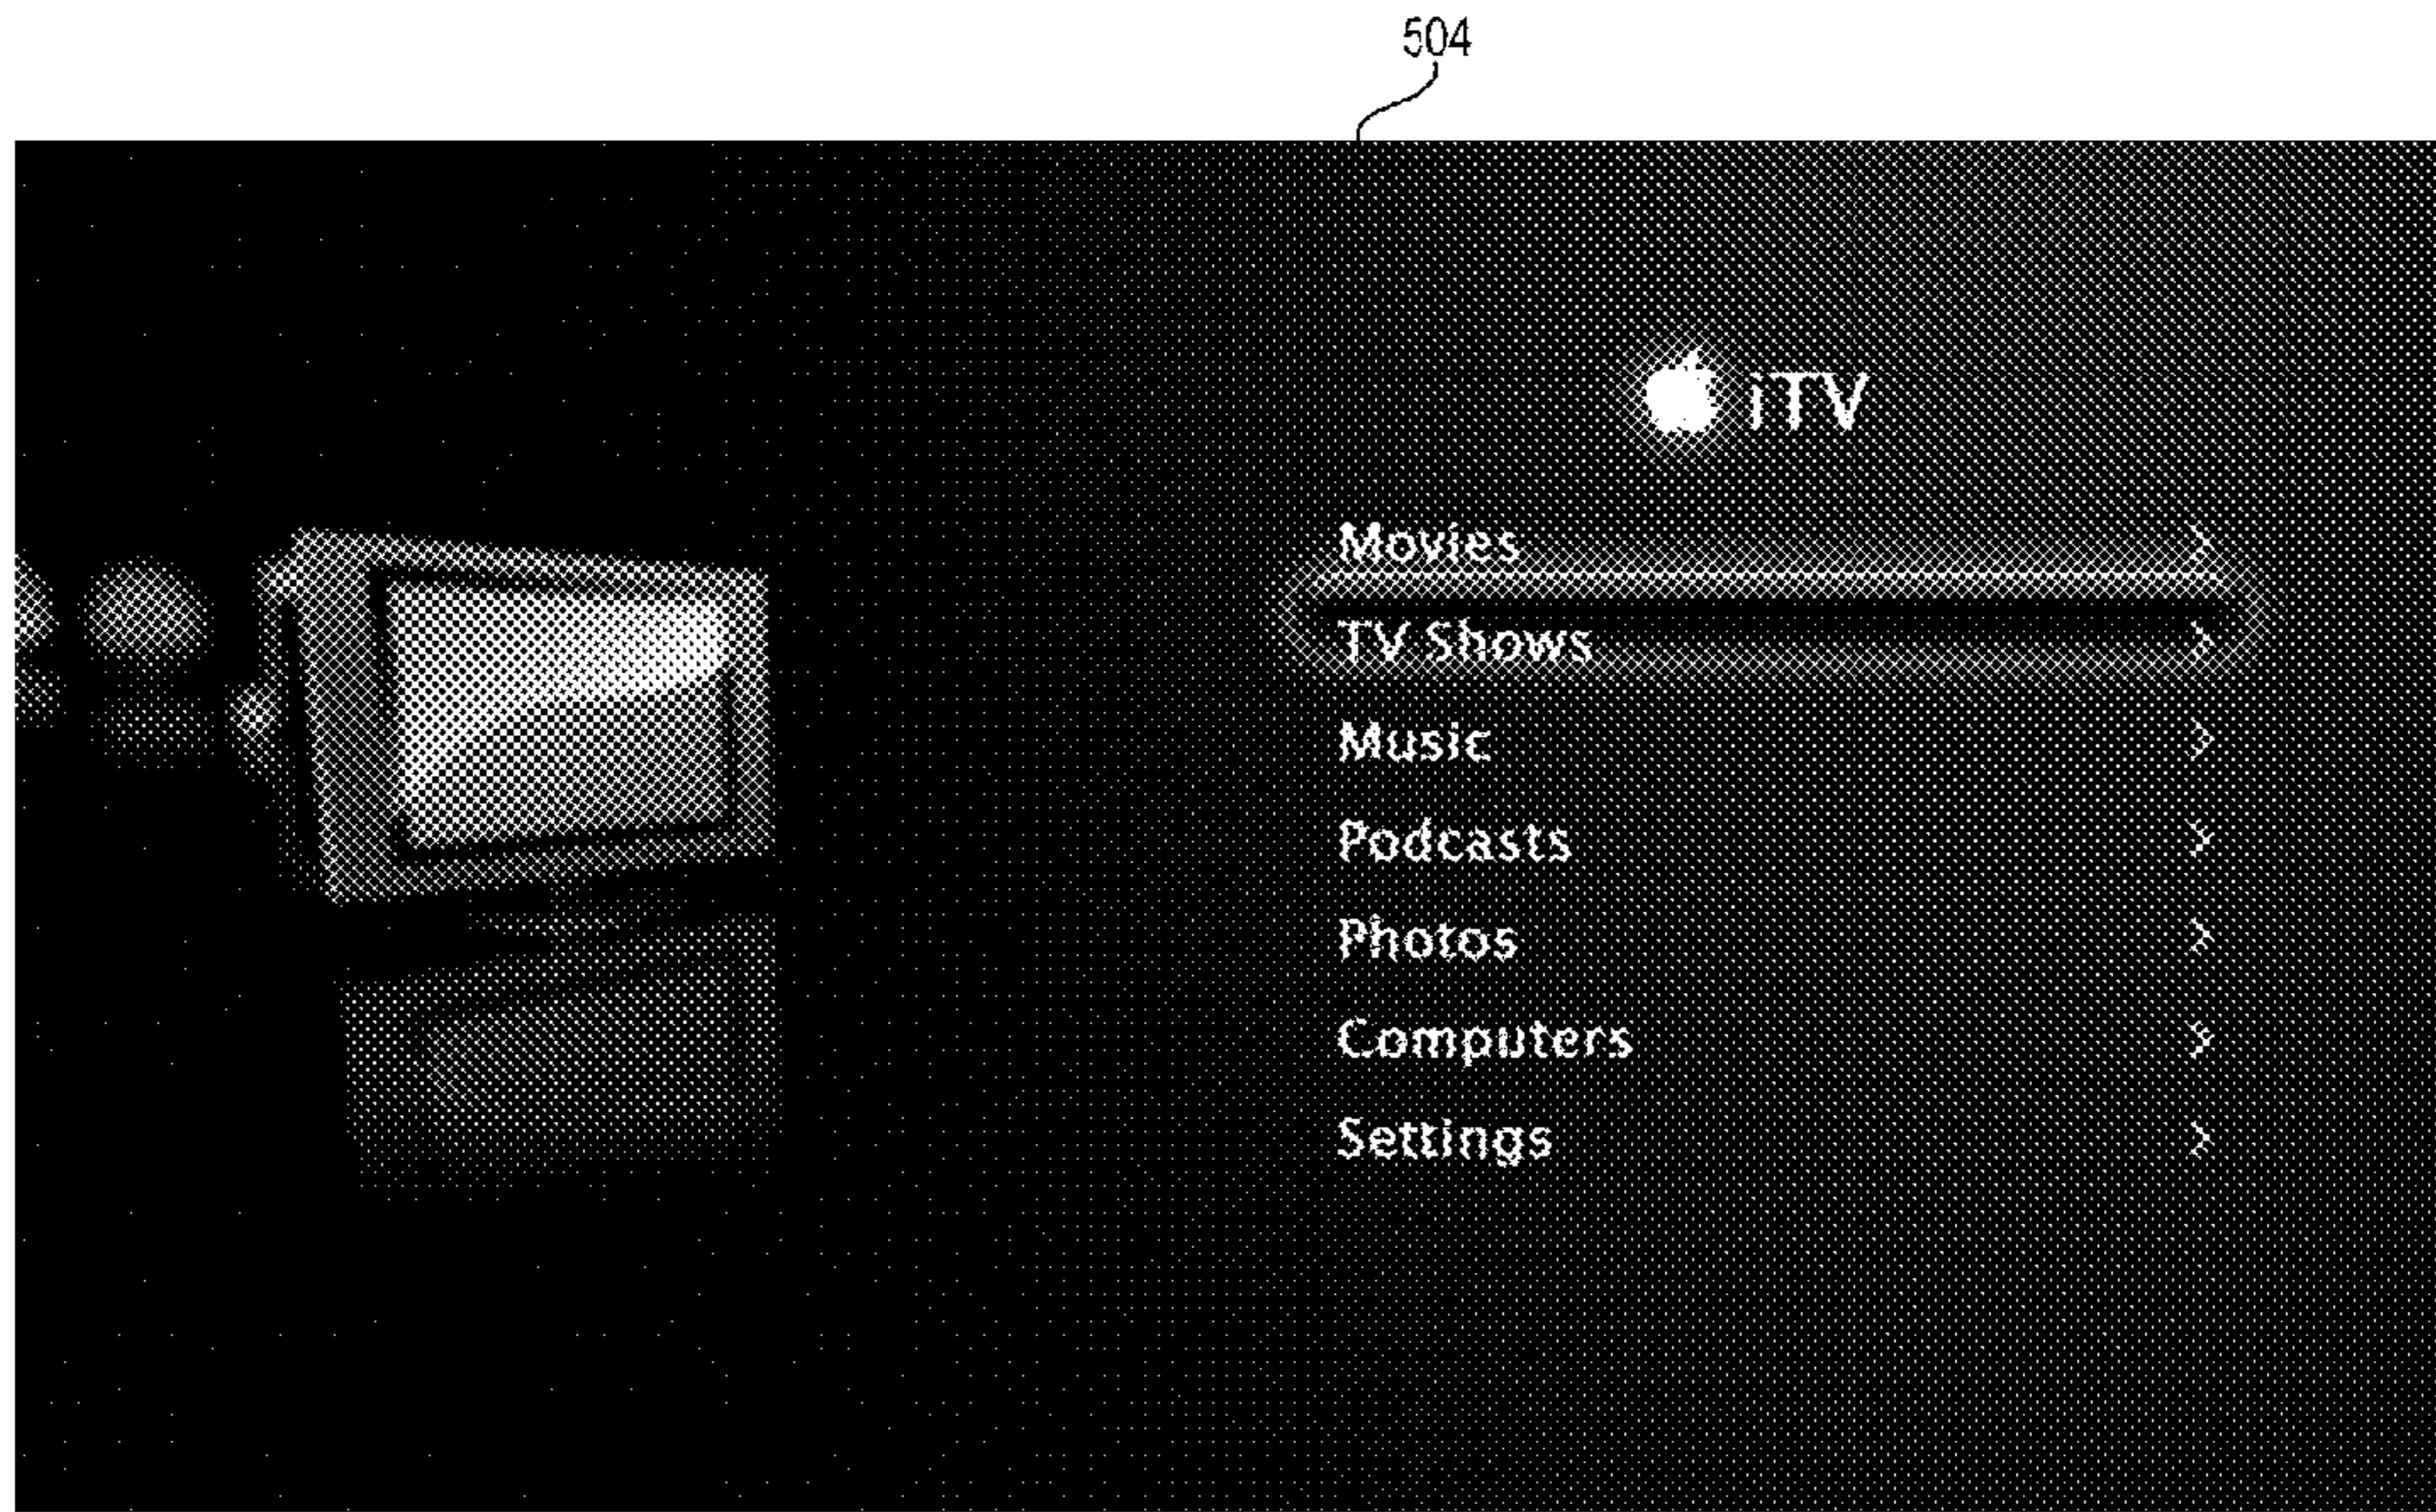 504
iTV
Movies
TV Shows
Music
Podcasts
Photos
Computers
Settings